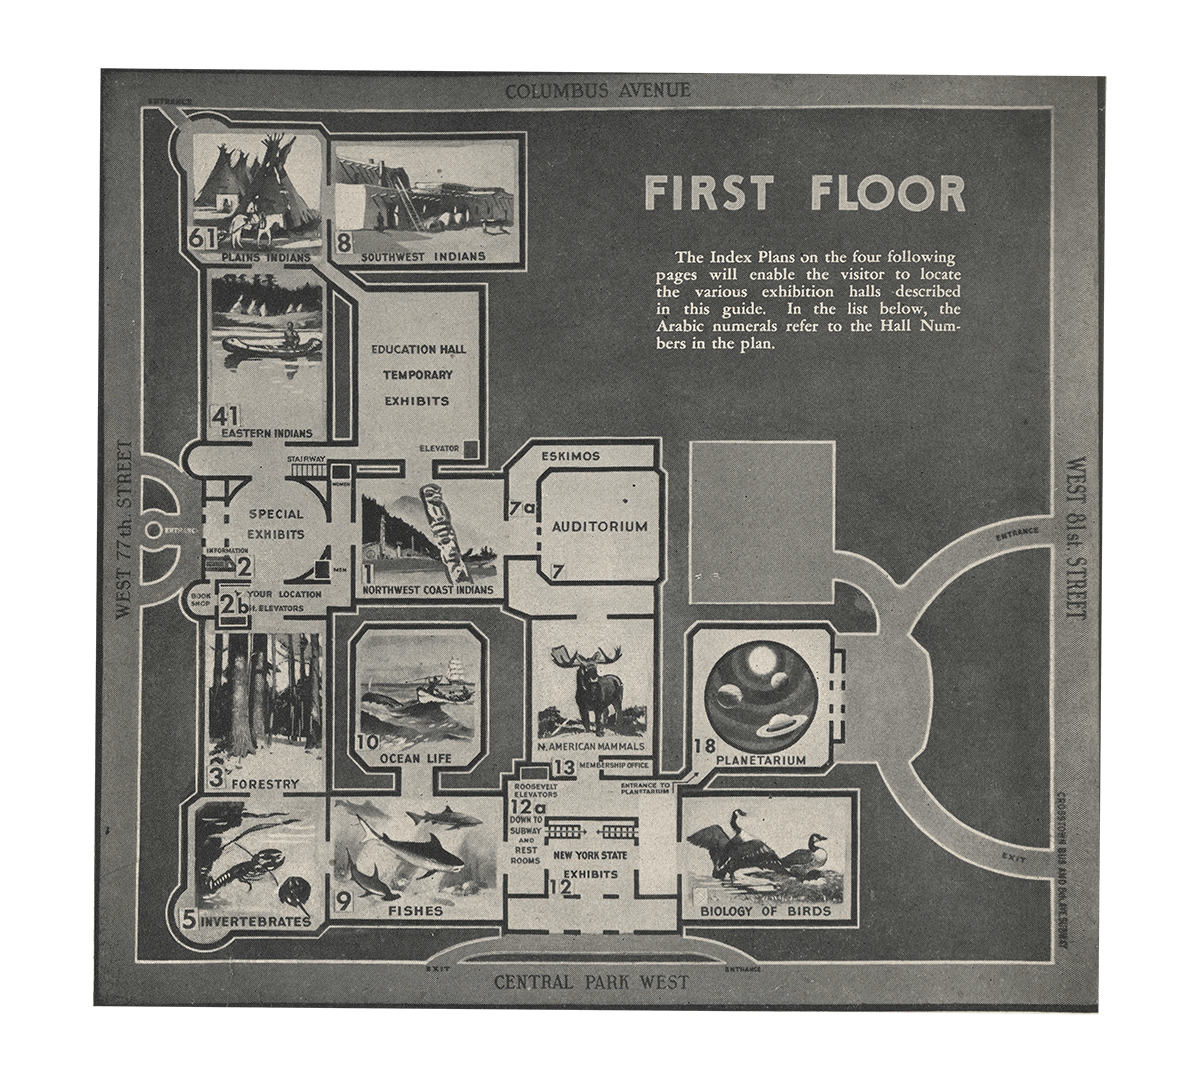 COLUMBUS AVENUE
ENTRANCE
FIRST FLOOR
The Index Plans on the four following
pages will enable the visitor to locate
the various exhibition halls described
in this guide. In the list below, the
Arabic numerals refer to the Hall Num-
bers in the plan.
61
PLAINS INDIANS
8
SOUTHWEST INDIANS
41
EASTERN INDIANS
EDUCATION HALL
TEMPORARY
EXHIBITS
ELEVATOR
STAIRWAY
WOMEN
ESKIMOS
7a
AUDITORIUM
7
WEST 77th. STREET
ENTRANC
SPECIAL
EXHIBITS
INFORMATION
2
MEN
1
NORTHWEST COAST INDIANS
BOOK
SHOP
2b
YOUR LOCATION
ELEVATORS
WEST 81st. STREET
ENTRANCE
3
FORESTRY
10
OCEAN LIFE
N. AMERICAN MAMMALS
13
MEMBERSHIP OFFICE
18
PLANETARIUM
ENTRANCE TO
PLANETARIUM
ROOSEVELT
ELEVATORS
12a
DOWN TO
SUBWAY
AND
REST
ROOMS
NEW YORK STATE
EXHIBITS
12
5
INVERTEBRATES
9
FISHES
BIOLOGY OF BIRDS
EXIT
CROSSTOWN BUS AND 8th AVE. SUBWAY
EXIT
ENTRANCE
CENTRAL PARK WEST